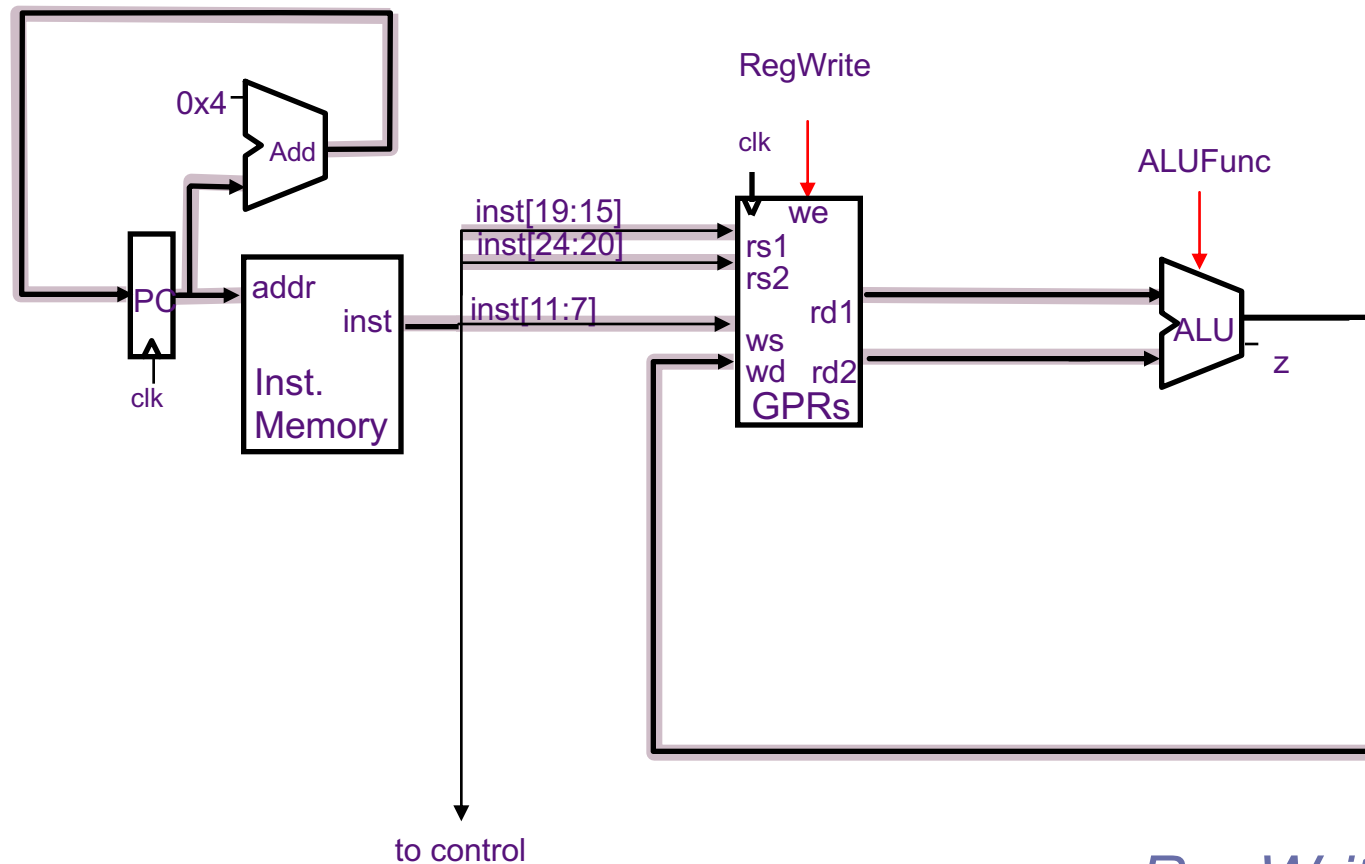 RegWrite
0x4
Add
clk
ALUFunc
inst[19:15]
we
inst[24:20]
rs1
rs2
PC
addr
inst
inst[11:7]
rd1
ws
ALU
wd
rd2
z
clk
Inst.
Memory
GPRs
to control